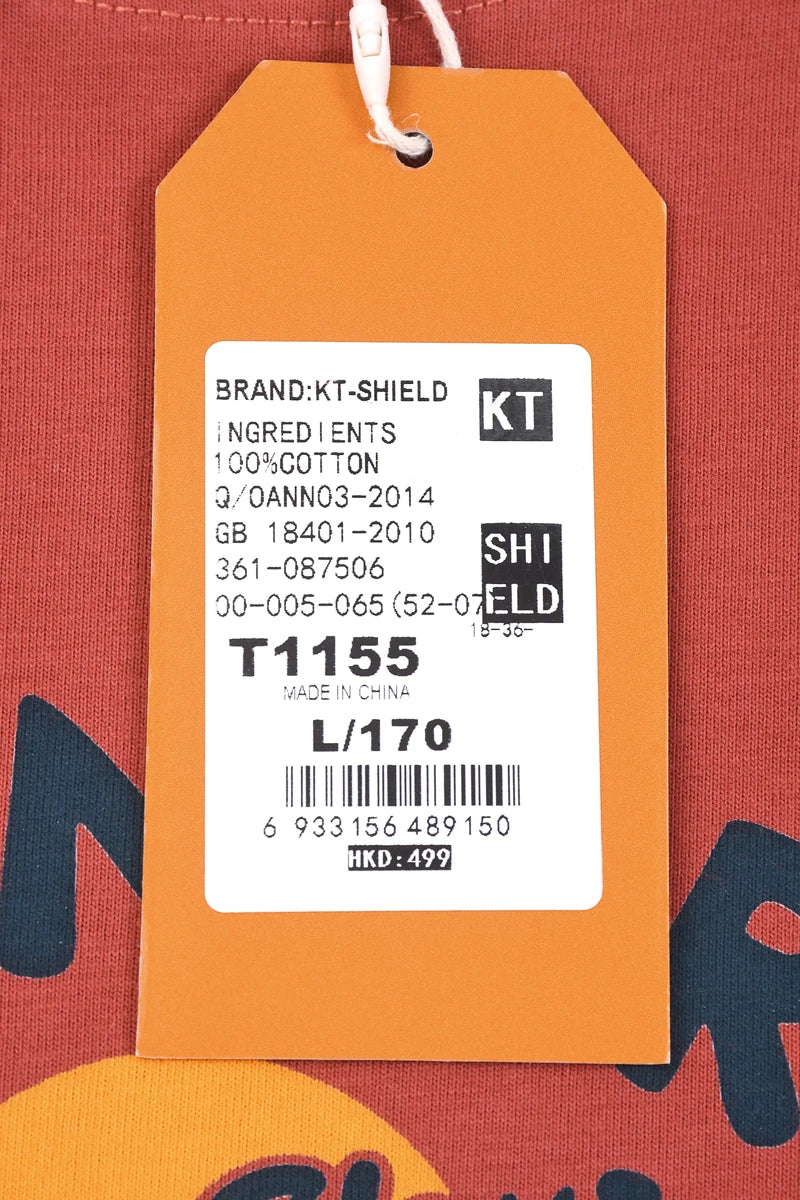 BRAND:KT-SHIELD
KT
INGREDIENTS
100%COTTON
Q/OANN03-2014
GB 18401-2010
SHI
ELD
361-087506
00-005-065(52-07
18-36-
T1155
MADE IN CHINA
L/170
6 933156 489150
HKD:499